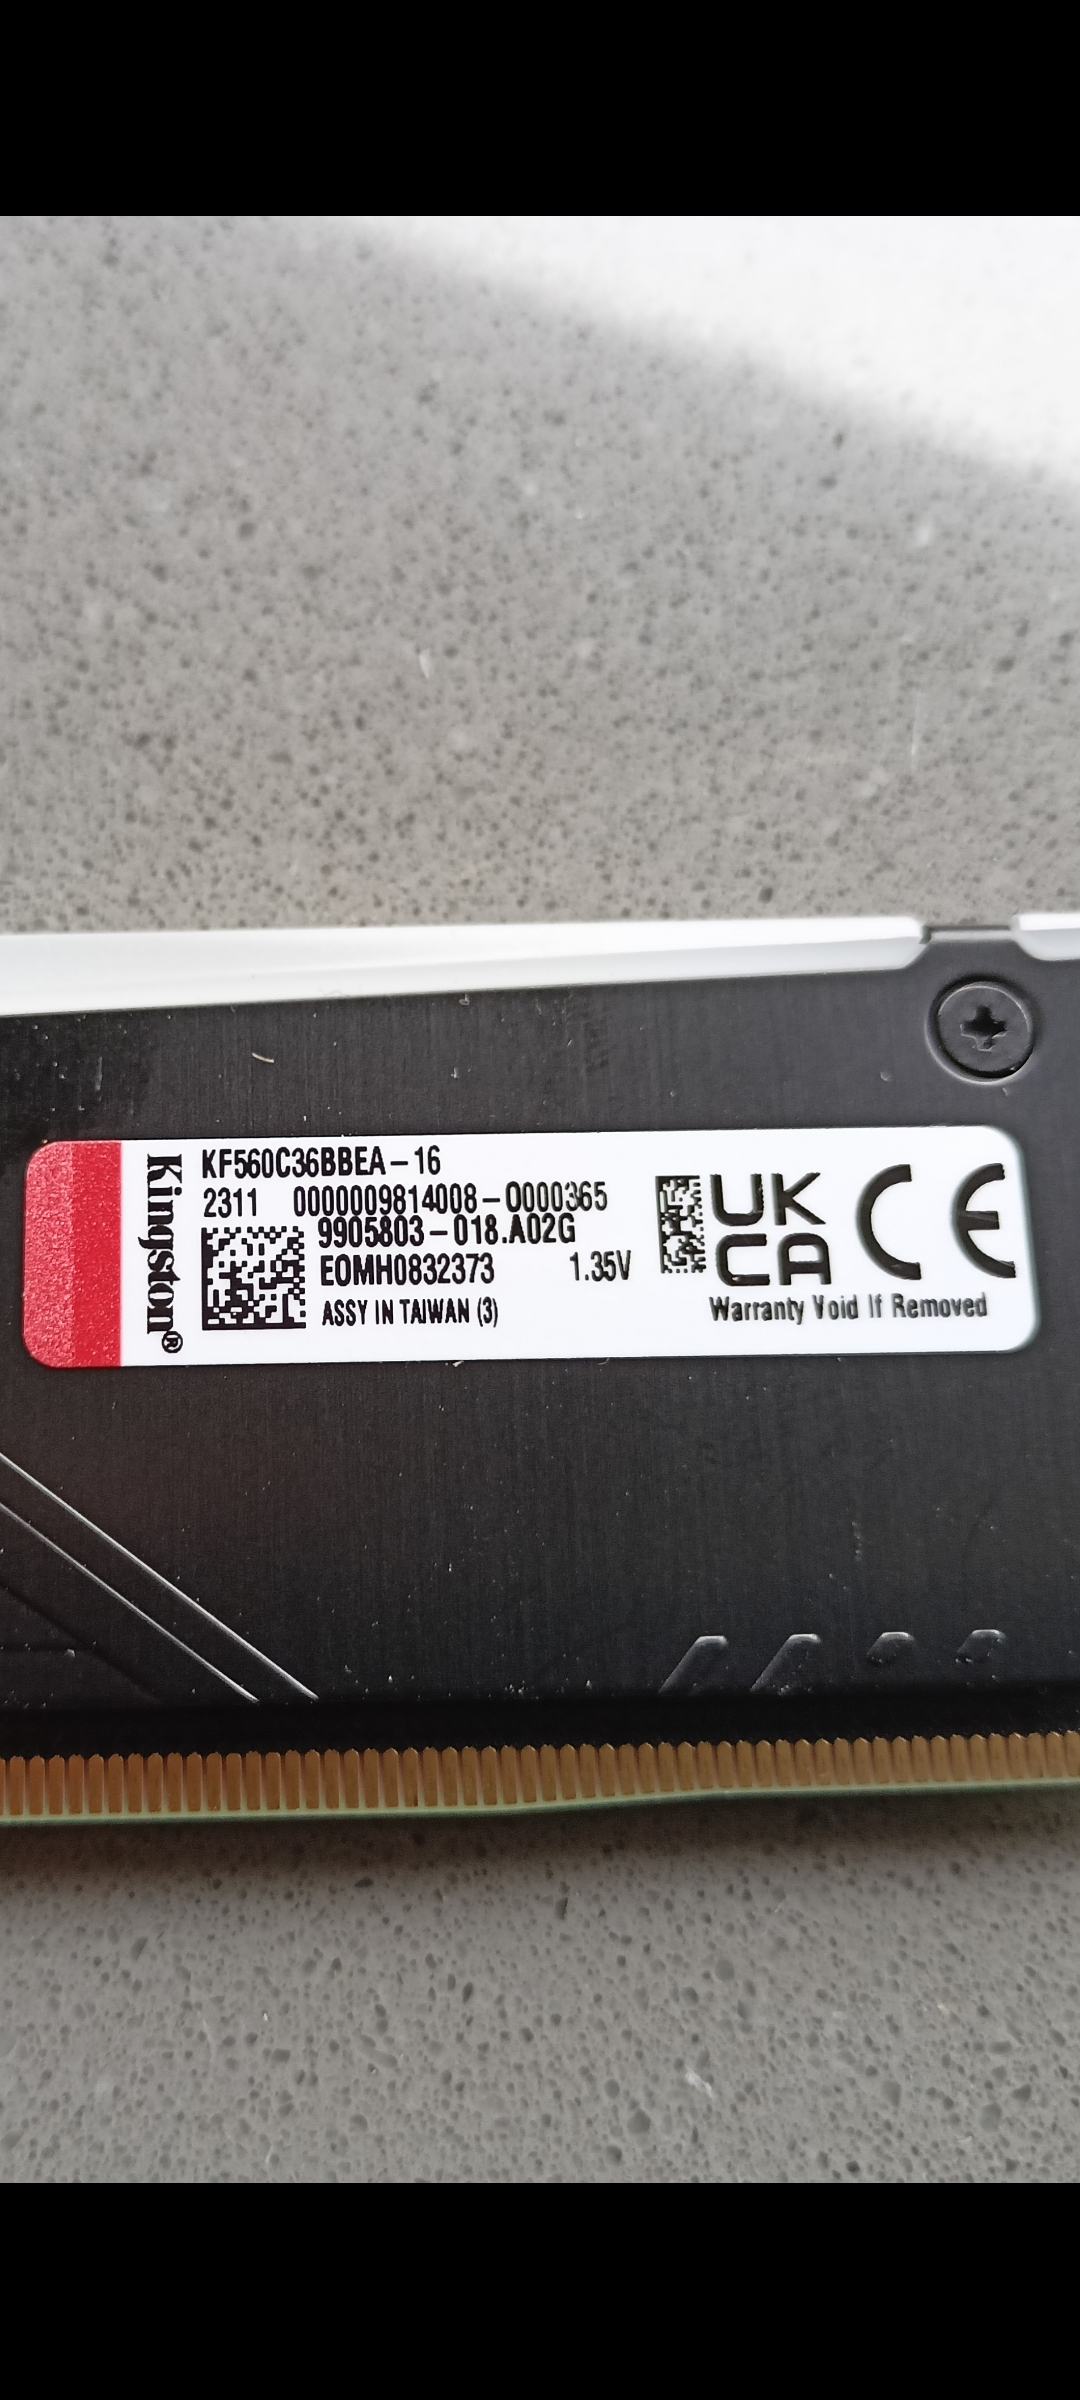 Kingston®
KF560C36BBEA-16
2311 0000009814008-0000365
9905803-018.A02G
EOMH0832373 1.35V
ASSY IN TAIWAN (3)
UK
CA
CE
Warranty Void If Removed